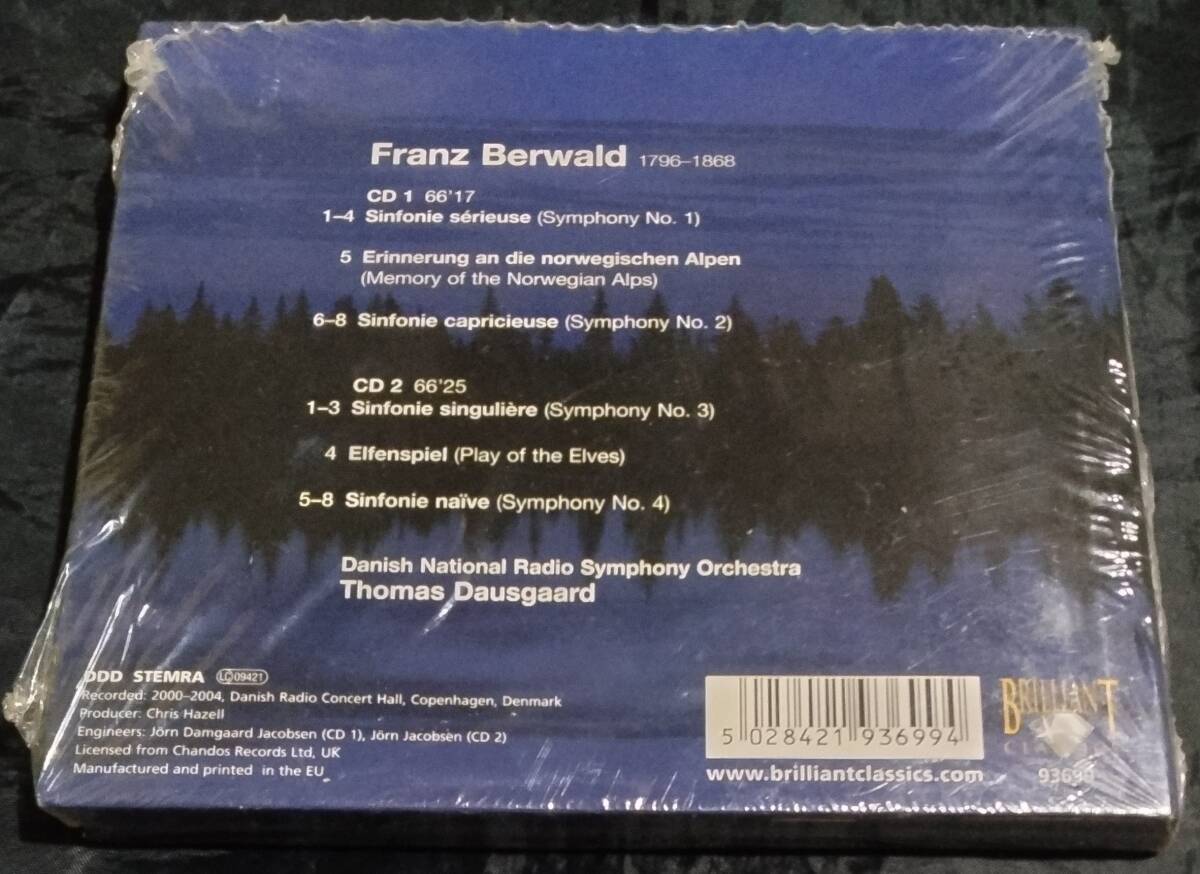 Franz Berwald 1796–1868
CD 1 66'17
1–4 Sinfonie sérieuse (Symphony No. 1)
5 Erinnerung an die norwegischen Alpen
(Memory of the Norwegian Alps)
6–8 Sinfonie capricieuse (Symphony No. 2)
CD 2 66'25
1–3 Sinfonie singulière (Symphony No. 3)
4 Elfenspiel (Play of the Elves)
5–8 Sinfonie naïve (Symphony No. 4)
Danish National Radio Symphony Orchestra
Thomas Dausgaard
DDD STEMRA LC 09421
Recorded: 2000–2004, Danish Radio Concert Hall, Copenhagen, Denmark
Producer: Chris Hazell
Engineers: Jörn Damgaard Jacobsen (CD 1), Jörn Jacobsen (CD 2)
Licensed from Chandos Records Ltd, UK
Manufactured and printed in the EU
5 028421 936994
www.brilliantclassics.com
BRILLIANT